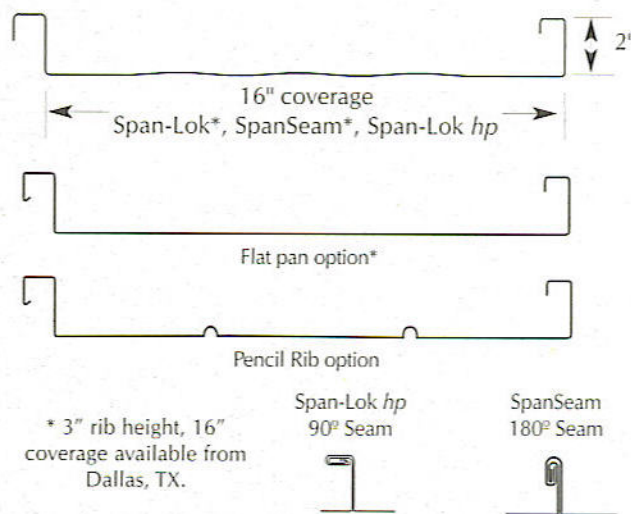 2"
16" coverage
Span-Lok*, SpanSeam*, Span-Lok hp
Flat pan option*
Pencil Rib option
* 3" rib height, 16"
coverage available from
Dallas, TX.
Span-Lok hp
90º Seam
SpanSeam
180º Seam